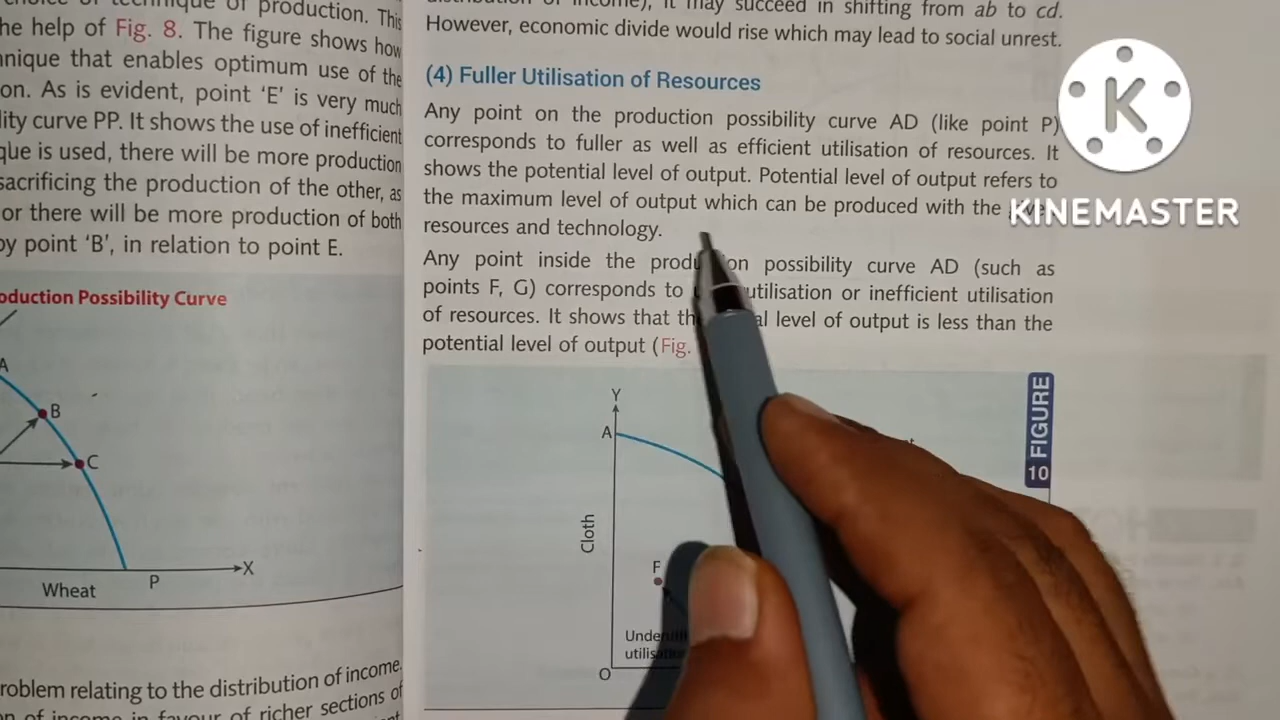 technique of production. This
he help of Fig. 8. The figure shows how
nique that enables optimum use of the
on. As is evident, point 'E' is very much
lity curve PP. It shows the use of inefficient
que is used, there will be more production
sacrificing the production of the other, as
or there will be more production of both
by point 'B', in relation to point E.
oduction Possibility Curve
A
B
C
X
Wheat
P
roblem relating to the distribution of income.
of income in favour of richer sections of
it may succeed in shifting from ab to cd.
However, economic divide would rise which may lead to social unrest.
(4) Fuller Utilisation of Resources
Any point on the production possibility curve AD (like point P)
corresponds to fuller as well as efficient utilisation of resources. It
shows the potential level of output. Potential level of output refers to
the maximum level of output which can be produced with the
resources and technology.
Any point inside the production possibility curve AD (such as
points F, G) corresponds to utilisation or inefficient utilisation
of resources. It shows that level of output is less than the
potential level of output (Fig.
Y
A
Cloth
F
O
10 FIGURE
K
KINEMASTER